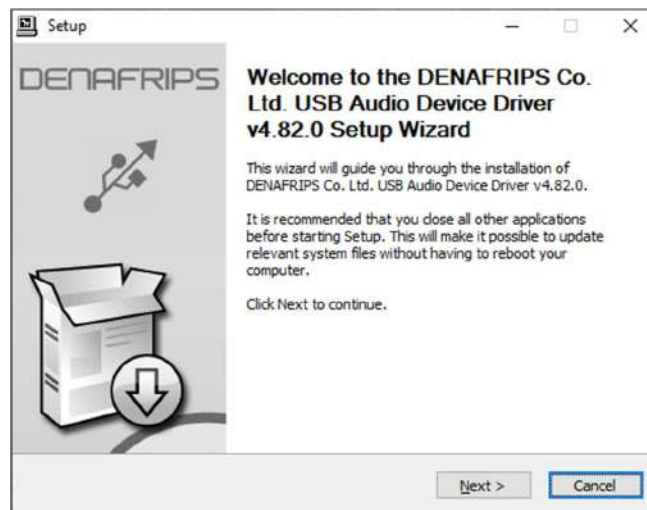 Setup
DENAFRIPS
Welcome to the DENAFRIPS Co.
Ltd. USB Audio Device Driver
v4.82.0 Setup Wizard
This wizard will guide you through the installation of
DENAFRIPS Co. Ltd. USB Audio Device Driver v4.82.0.
It is recommended that you close all other applications
before starting Setup. This will make it possible to update
relevant system files without having to reboot your
computer.
Click Next to continue.
Next >
Cancel